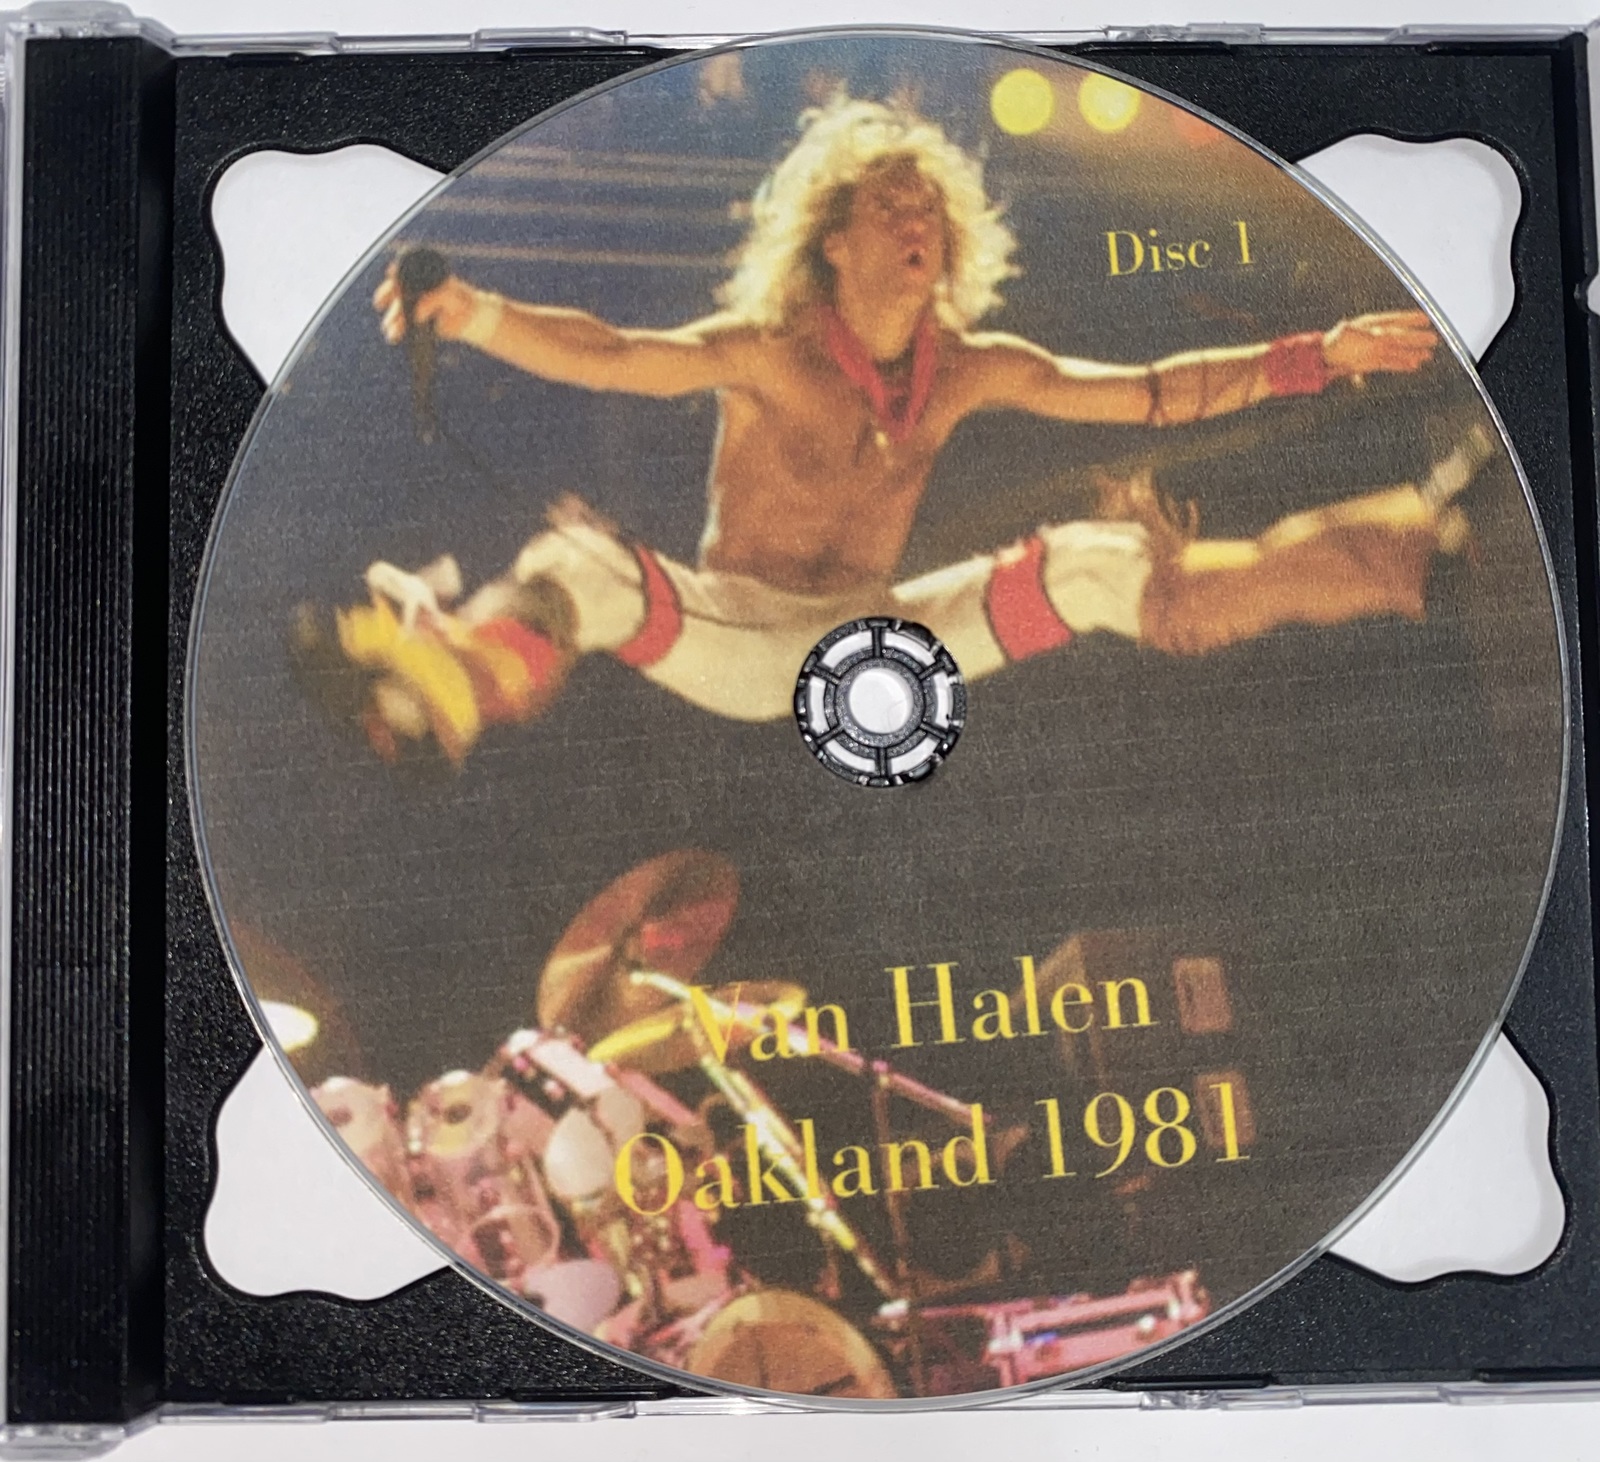 Disc 1
Van Halen
Oakland 1981